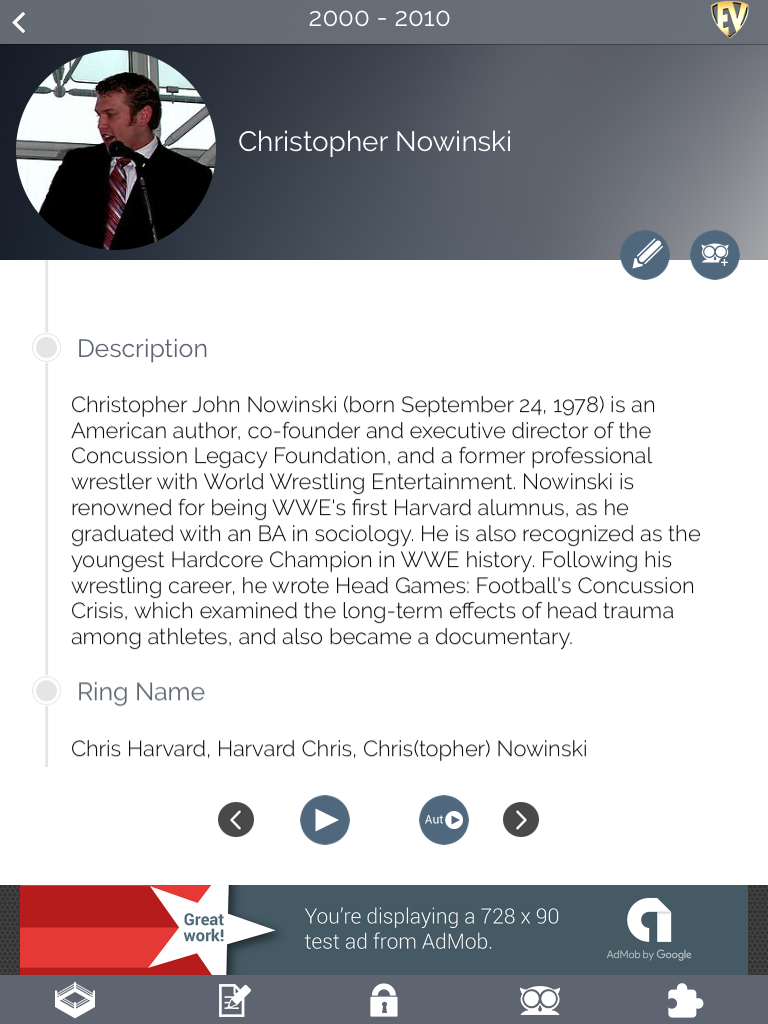 2000 - 2010
EV
Christopher Nowinski
Description
Christopher John Nowinski (born September 24, 1978) is an
American author, co-founder and executive director of the
Concussion Legacy Foundation, and a former professional
wrestler with World Wrestling Entertainment. Nowinski is
renowned for being WWE's first Harvard alumnus, as he
graduated with an BA in sociology. He is also recognized as the
youngest Hardcore Champion in WWE history. Following his
wrestling career, he wrote Head Games: Football's Concussion
Crisis, which examined the long-term effects of head trauma
among athletes, and also became a documentary.
Ring Name
Chris Harvard, Harvard Chris, Chris(topher) Nowinski
Aut
Great
work!
You're displaying a 728 x 90
test ad from AdMob.
AdMob by Google